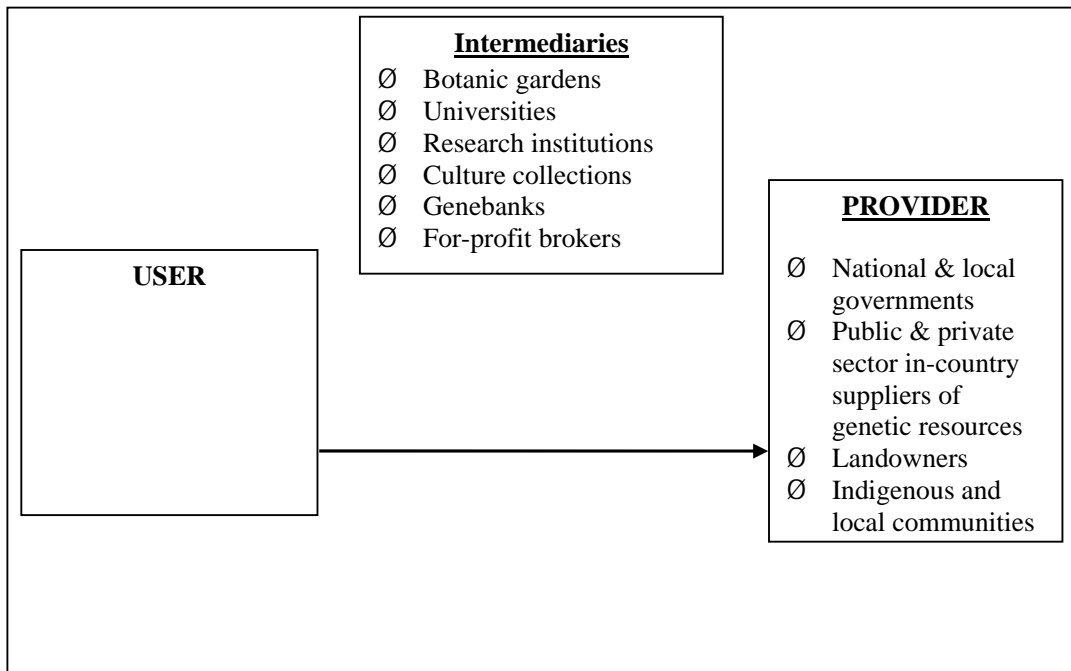 Intermediaries
Ø Botanic gardens
Ø Universities
Ø Research institutions
Ø Culture collections
Ø Genebanks
Ø For-profit brokers
USER
PROVIDER
Ø National & local
governments
Ø Public & private
sector in-country
suppliers of
genetic resources
Ø Landowners
Ø Indigenous and
local communities